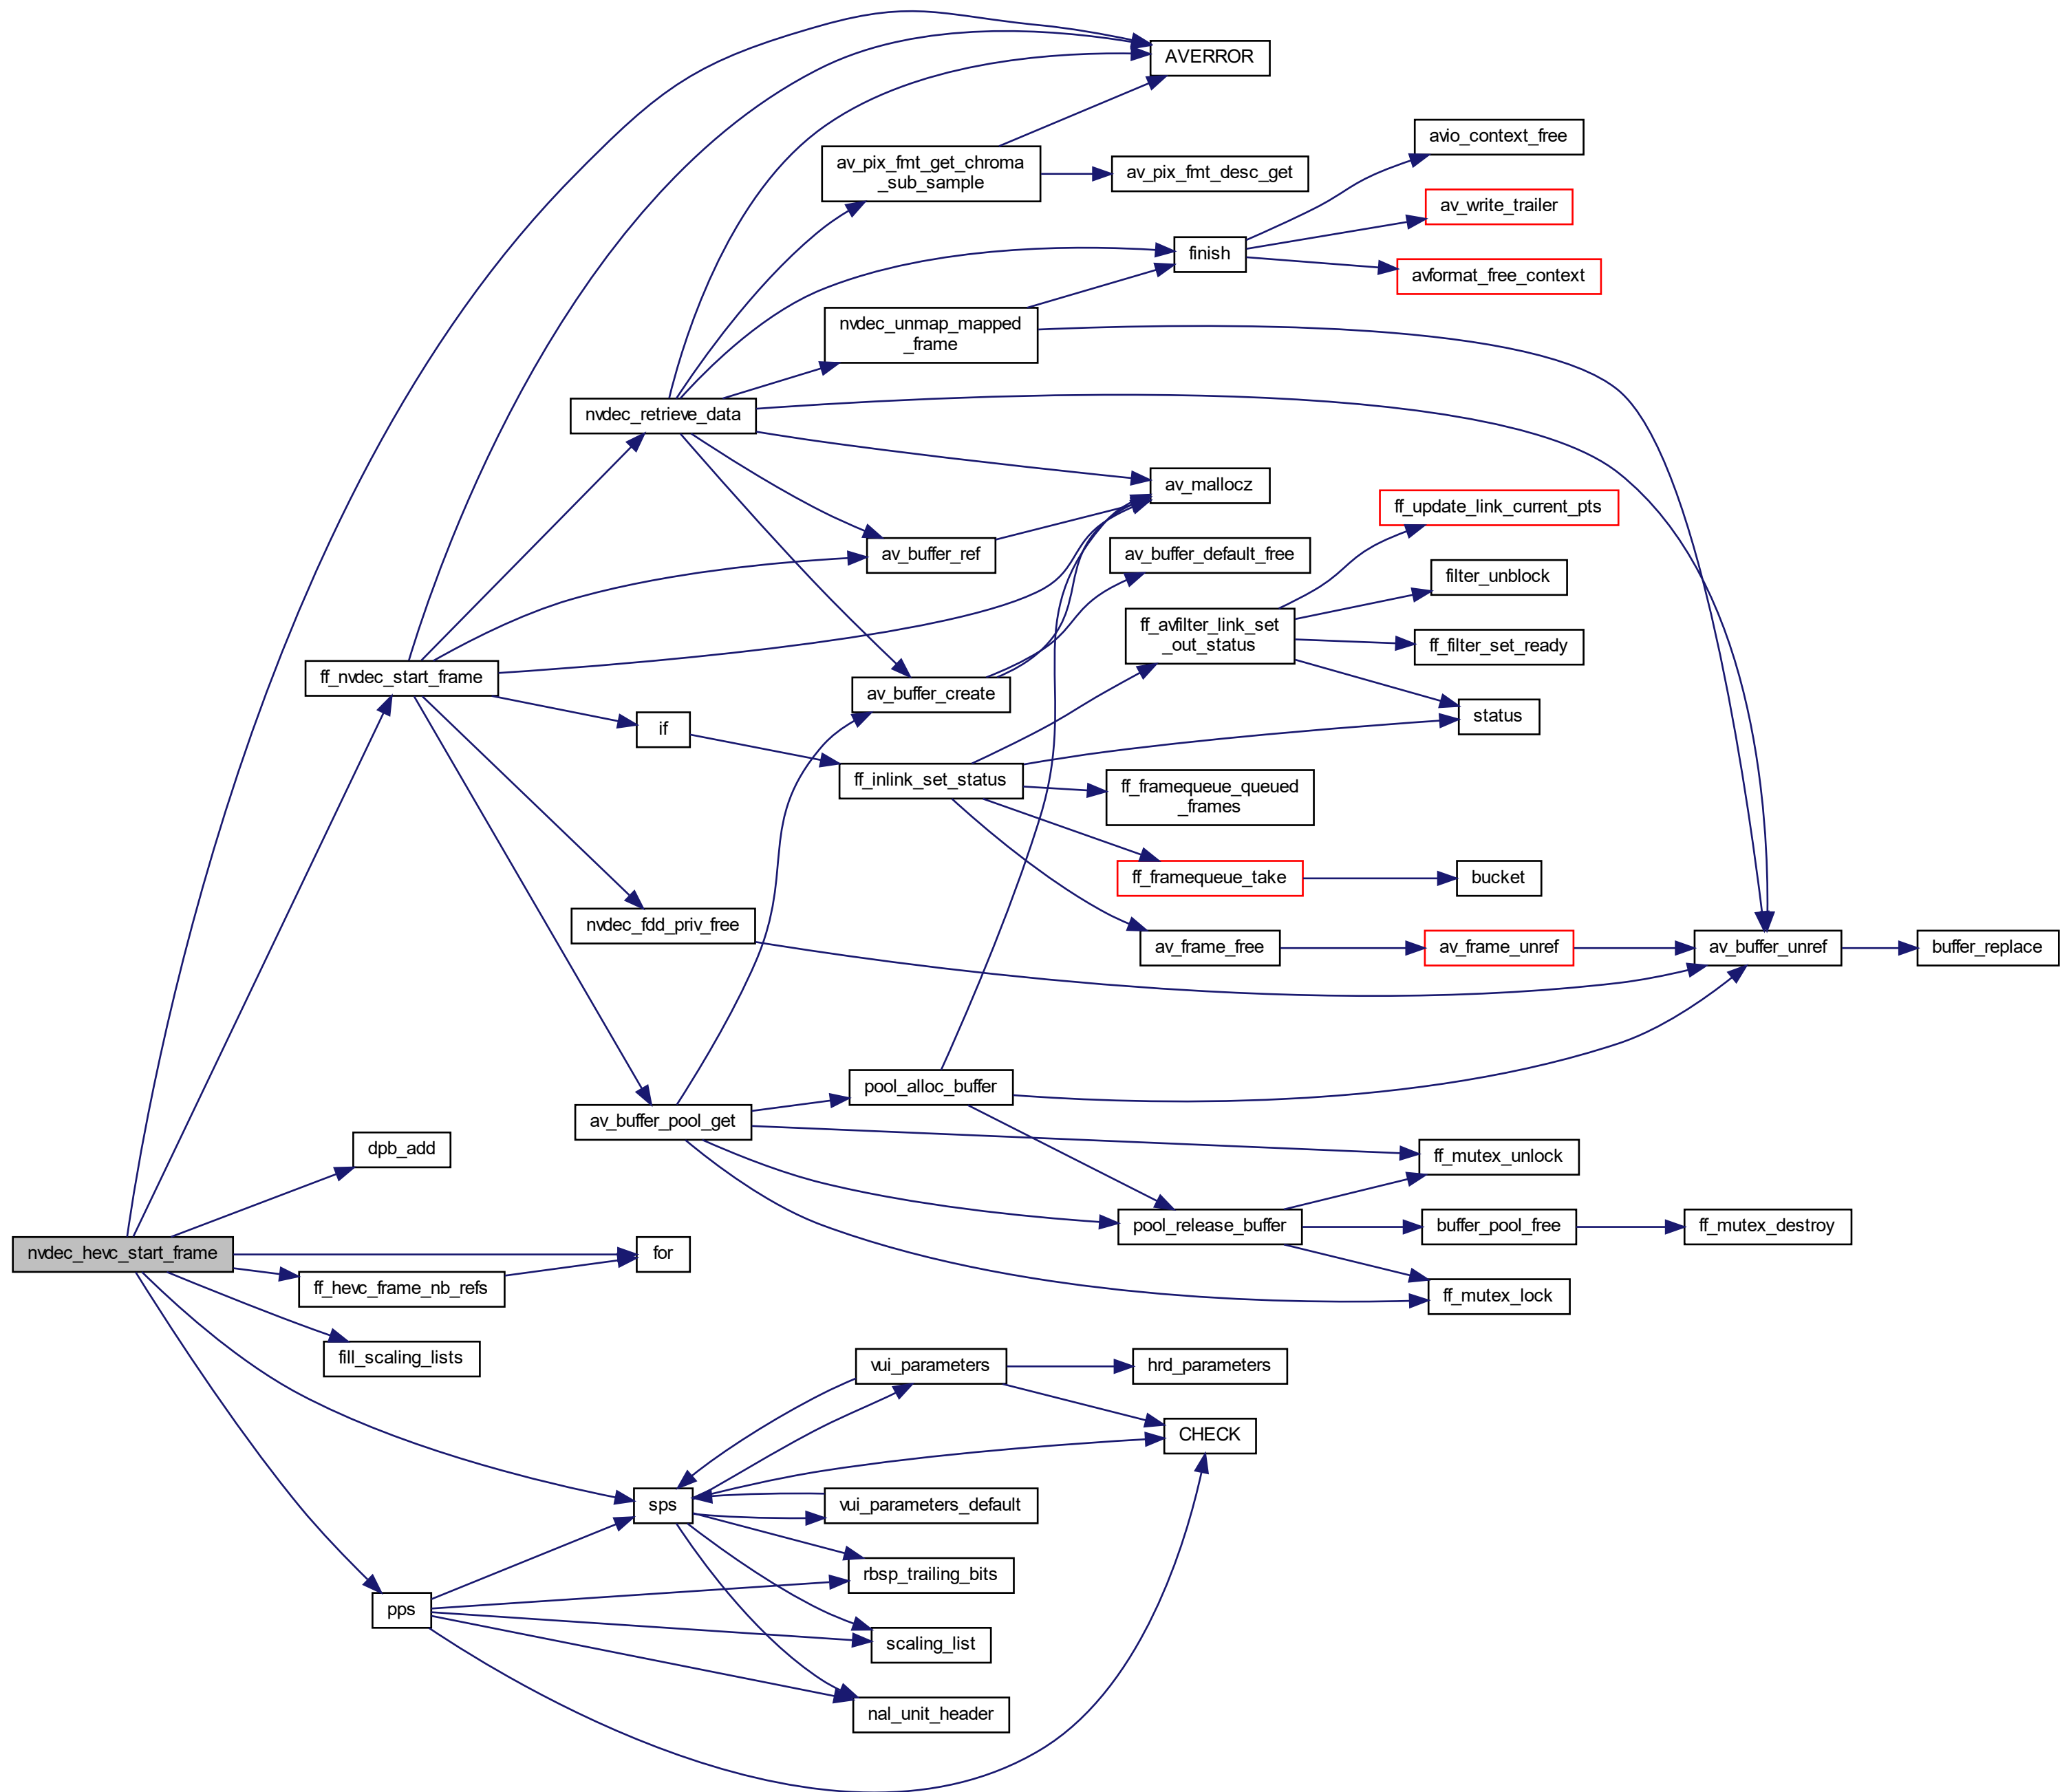 AVERROR
avio_context_free
av_pix_fmt_get_chroma
_sub_sample
av_pix_fmt_desc_get
av_write_trailer
finish
avformat_free_context
nvdec_unmap_mapped
_frame
nvdec_retrieve_data
av_mallocz
ff_update_link_current_pts
av_buffer_ref
av_buffer_default_free
filter_unblock
ff_avfilter_link_set
_out_status
ff_filter_set_ready
ff_nvdec_start_frame
av_buffer_create
status
if
ff_inlink_set_status
ff_framequeue_queued
_frames
ff_framequeue_take
bucket
nvdec_fdd_priv_free
av_frame_free
av_frame_unref
av_buffer_unref
buffer_replace
pool_alloc_buffer
av_buffer_pool_get
dpb_add
ff_mutex_unlock
pool_release_buffer
buffer_pool_free
ff_mutex_destroy
nvdec_hevc_start_frame
for
ff_hevc_frame_nb_refs
ff_mutex_lock
fill_scaling_lists
vui_parameters
hrd_parameters
CHECK
sps
vui_parameters_default
rbsp_trailing_bits
pps
scaling_list
nal_unit_header